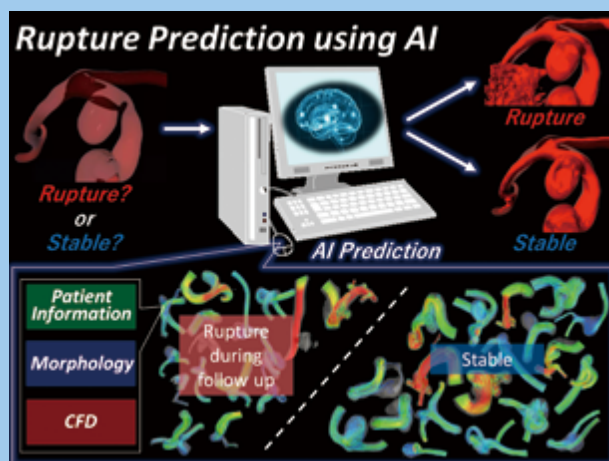 Rupture Prediction using AI
Rupture?
or
Stable?
Rupture
Stable
AI Prediction
Patient
Information
Morphology
CFD
Rupture
during
follow up
Stable